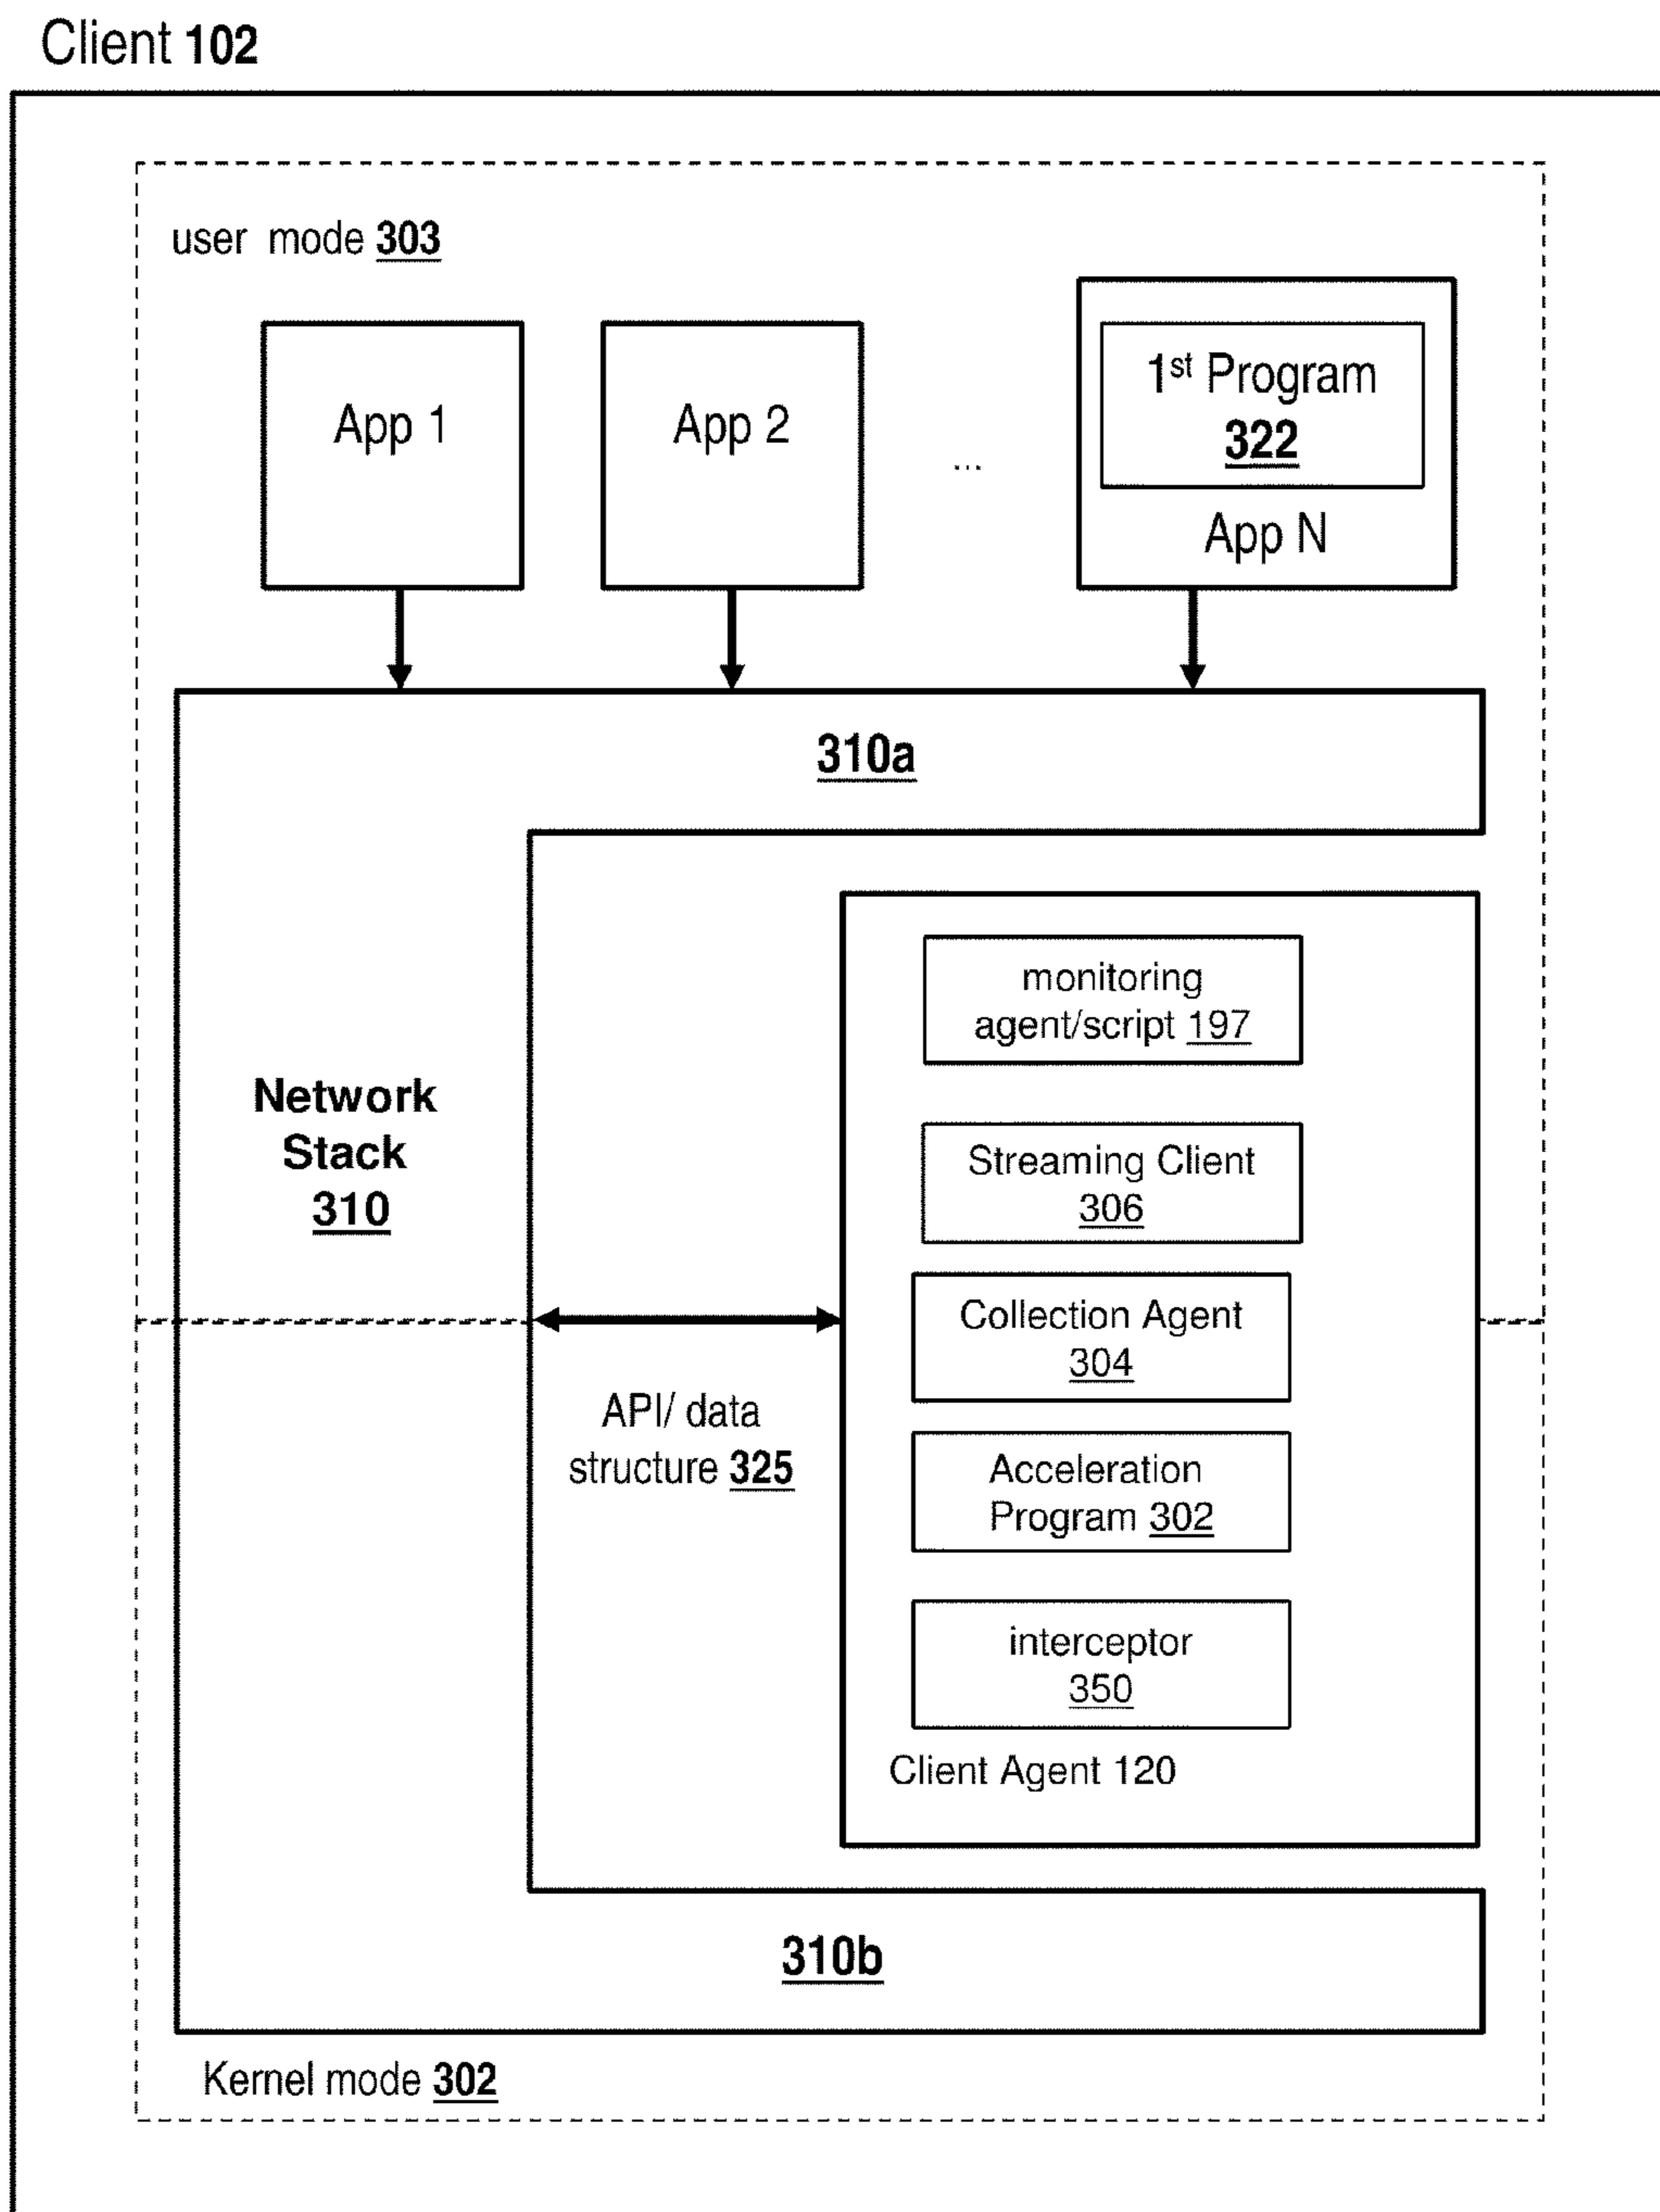 Client 102
user mode 303
App 1
App 2
...
1st Program
322
App N
310a
monitoring
agent/script 197
Streaming Client
306
Network
Stack
310
Collection Agent
304
API/ data
structure 325
Acceleration
Program 302
interceptor
350
Client Agent 120
310b
Kernel mode 302